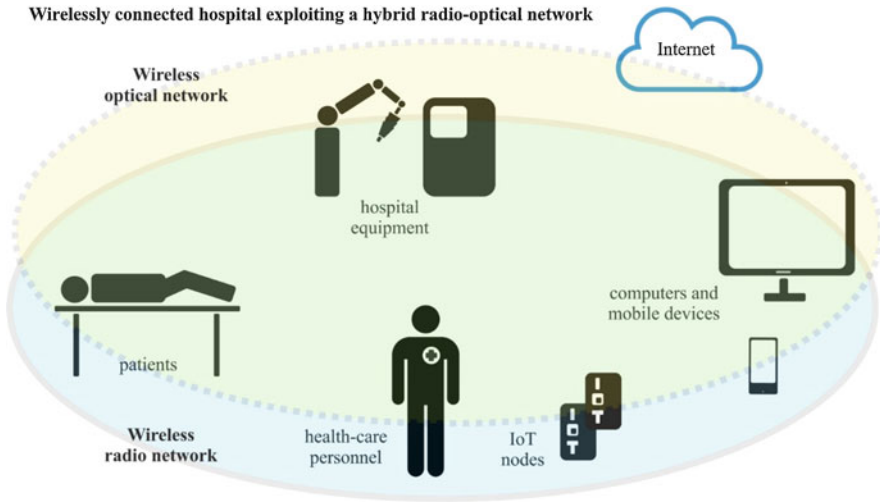 Wirelessly connected hospital exploiting a hybrid radio-optical network
Internet
Wireless
optical network
hospital
equipment
computers and
mobile devices
patients
Wireless
radio network
health-care
personnel
IoT
nodes
IOT
IOT